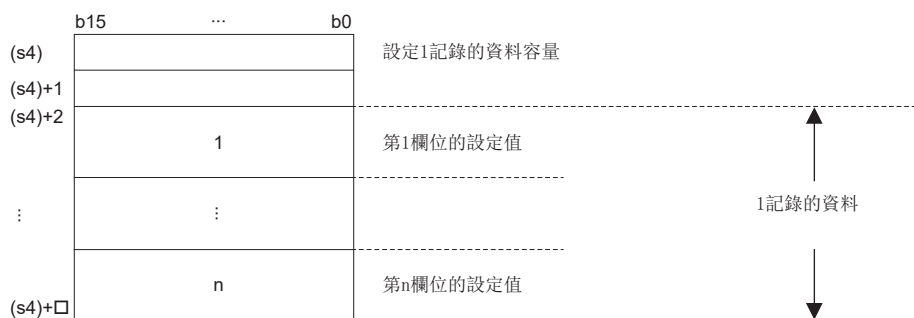 b15 ⋯ b0
(s4) 設定1記錄的資料容量
(s4)+1
(s4)+2
1 第1欄位的設定值
1記錄的資料
⋮ ⋮
n 第n欄位的設定值
(s4)+□